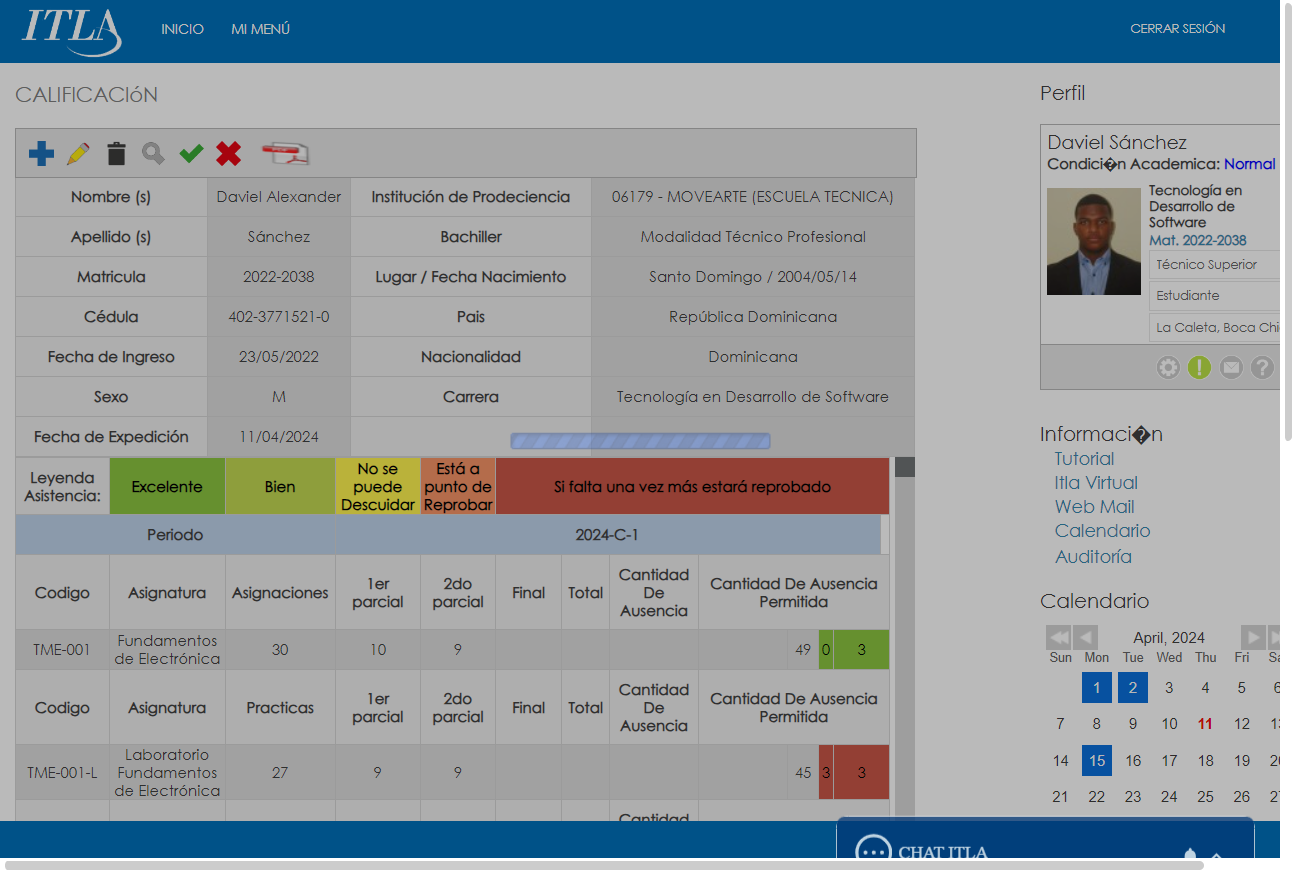 ITLA
INICIO
MI MENÚ
CERRAR SESIÓN
CALIFICACIóN
Nombre (s)
Daviel Alexander
Institución de Prodeciencia
06179 - MOVEARTE (ESCUELA TECNICA)
Apellido (s)
Sánchez
Bachiller
Modalidad Técnico Profesional
Matricula
2022-2038
Lugar / Fecha Nacimiento
Santo Domingo / 2004/05/14
Cédula
402-3771521-0
Pais
República Dominicana
Fecha de Ingreso
23/05/2022
Nacionalidad
Dominicana
Sexo
M
Carrera
Tecnología en Desarrollo de Software
Fecha de Expedición
11/04/2024
Leyenda
Asistencia:
Excelente
Bien
No se
puede
Descuidar
Está a
punto de
Reprobar
Si falta una vez más estará reprobado
Periodo
2024-C-1
Codigo
Asignatura
Asignaciones
1er
parcial
2do
parcial
Final
Total
Cantidad
De
Ausencia
Cantidad De Ausencia
Permitida
TME-001
Fundamentos
de Electrónica
30
10
9
49
0
3
Codigo
Asignatura
Practicas
1er
parcial
2do
parcial
Final
Total
Cantidad
De
Ausencia
Cantidad De Ausencia
Permitida
TME-001-L
Laboratorio
Fundamentos
de Electrónica
27
9
9
45
3
3
Cantidad
Perfil
Daviel Sánchez
Condici�n Academica: Normal
Tecnología en
Desarrollo de
Software
Mat. 2022-2038
Técnico Superior
Estudiante
La Caleta, Boca Chi
Informaci�n
Tutorial
Itla Virtual
Web Mail
Calendario
Auditoría
Calendario
April, 2024
Sun Mon Tue Wed Thu Fri Sa
1 2 3 4 5 6
7 8 9 10 11 12 13
14 15 16 17 18 19 20
21 22 23 24 25 26 27
CHAT ITLA